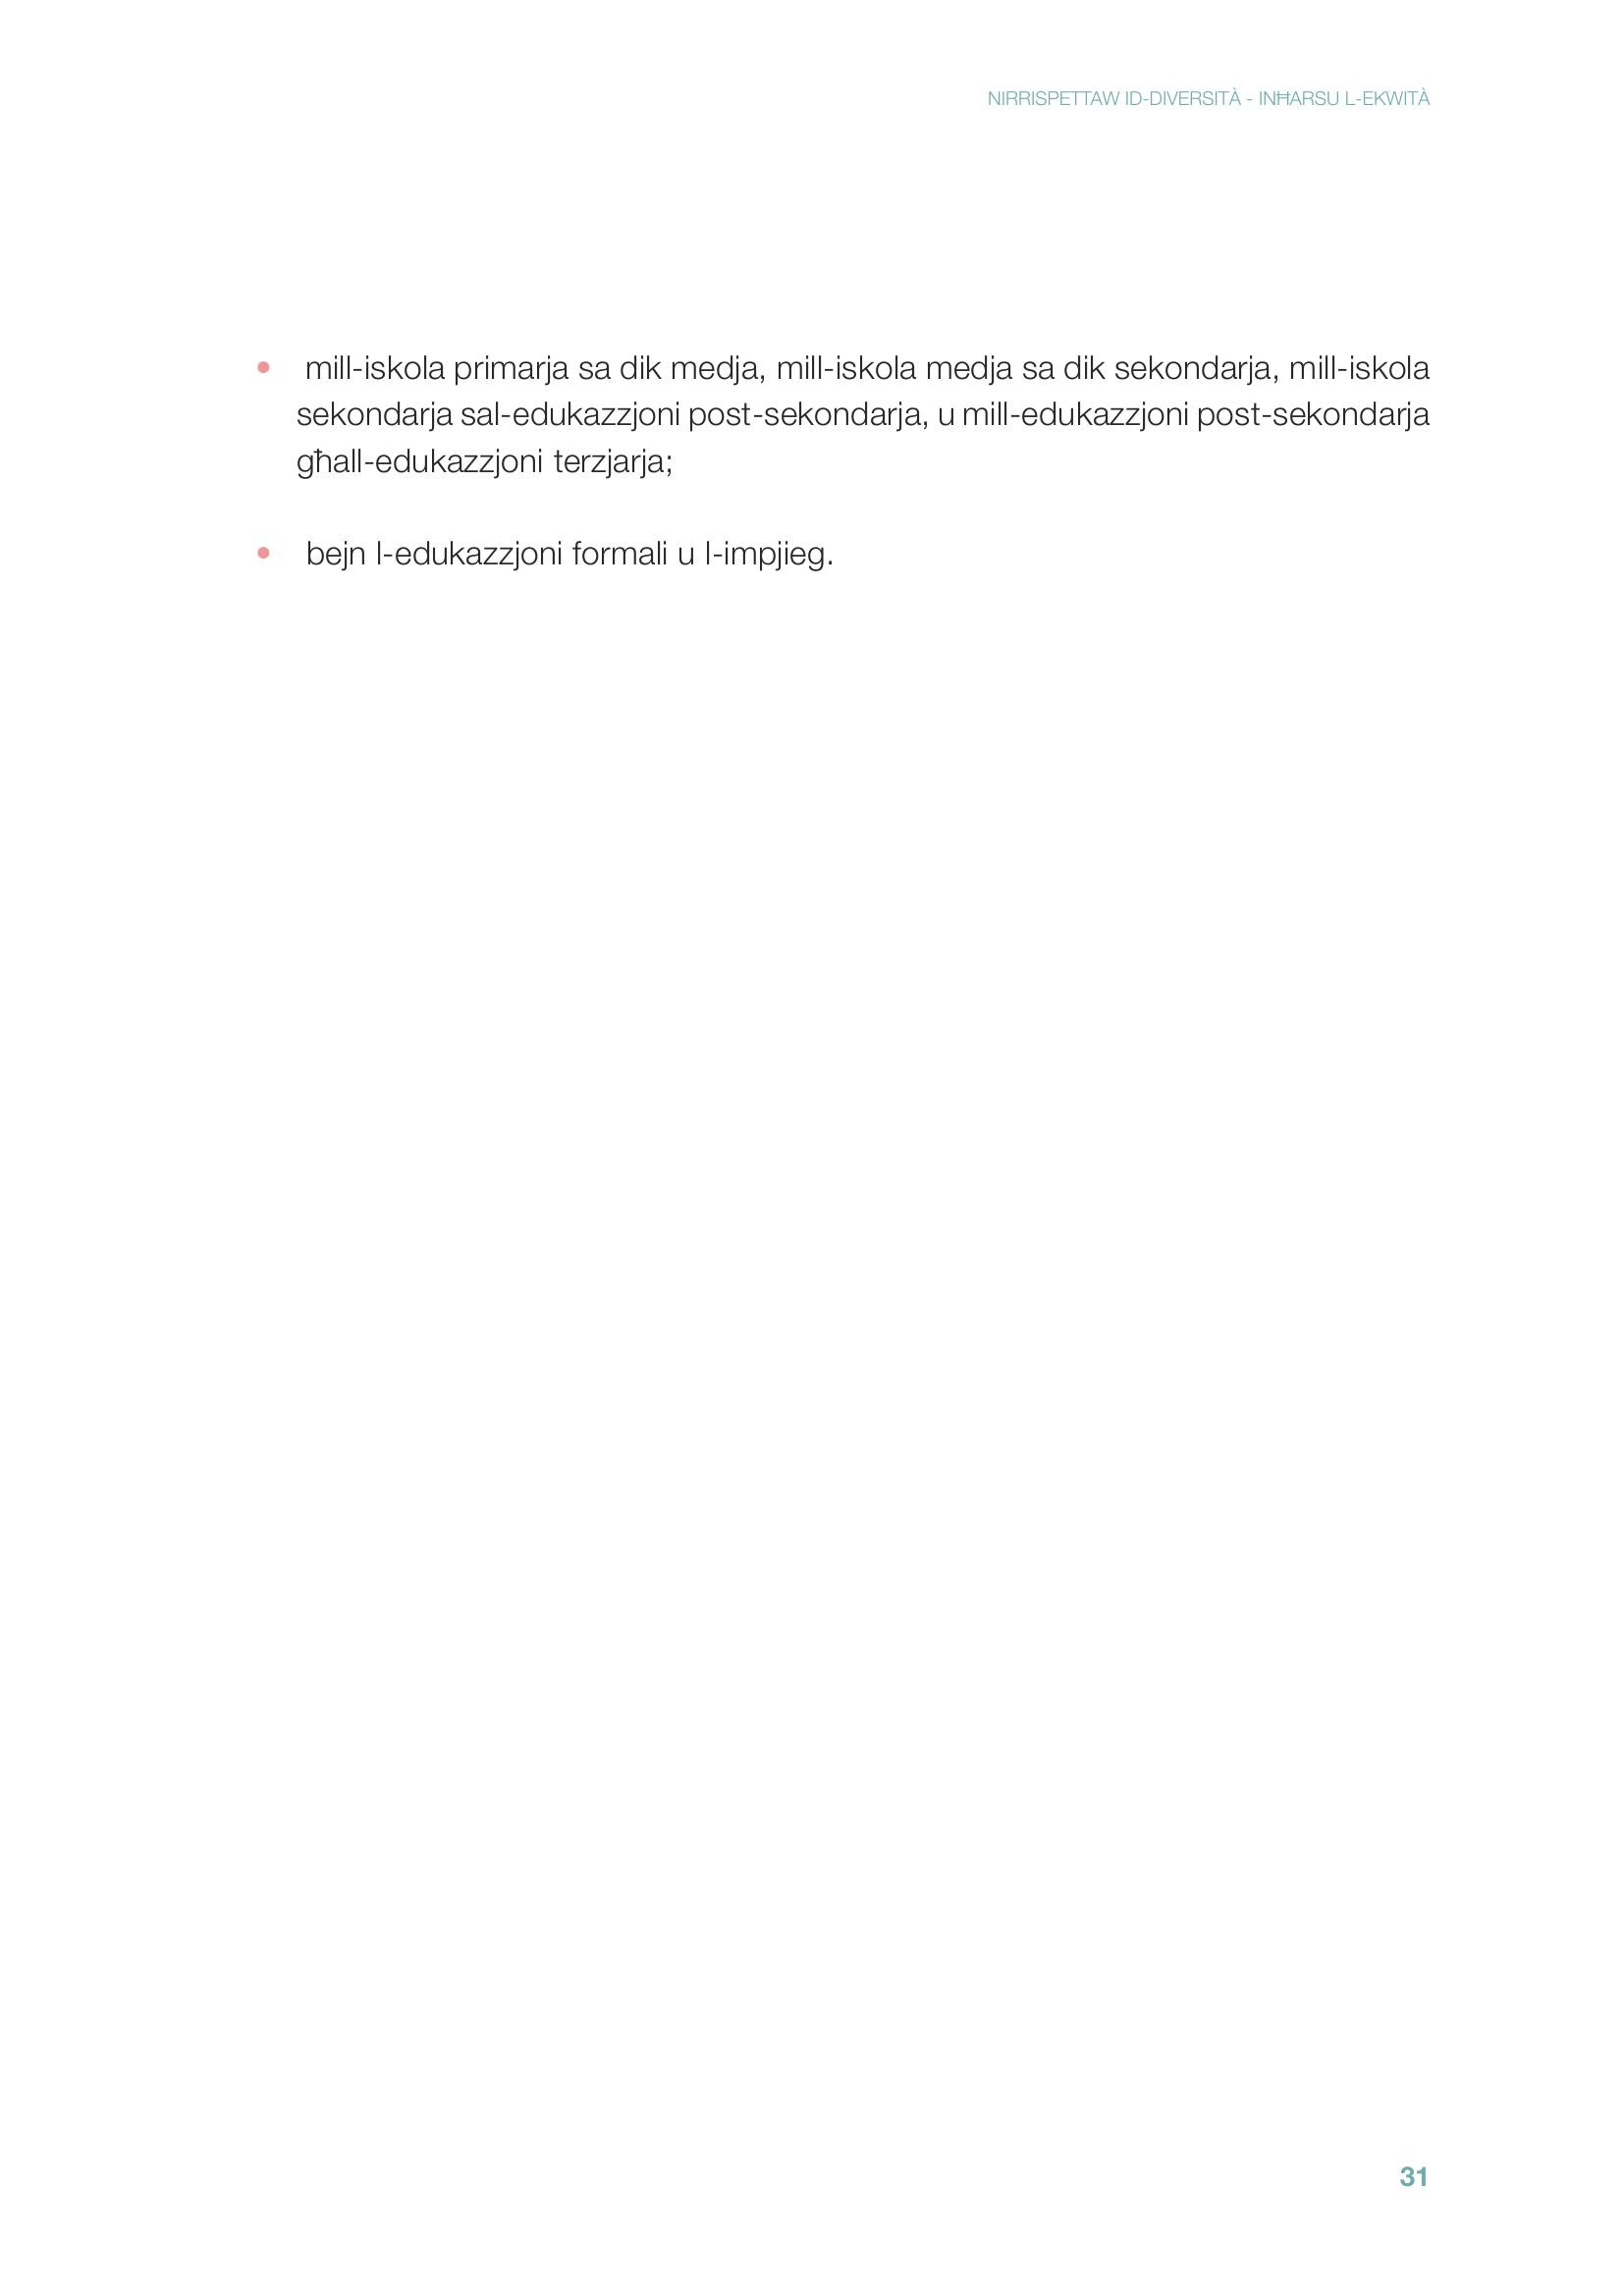 NIRRISPETTAW ID-DIVERSITÀ - INĦARSU L-EKWITÀ
• mill-iskola primarja sa dik medja, mill-iskola medja sa dik sekondarja, mill-iskola
sekondarja sal-edukazzjoni post-sekondarja, u mill-edukazzjoni post-sekondarja
għall-edukazzjoni terzjarja;
• bejn l-edukazzjoni formali u l-impjieg.
31